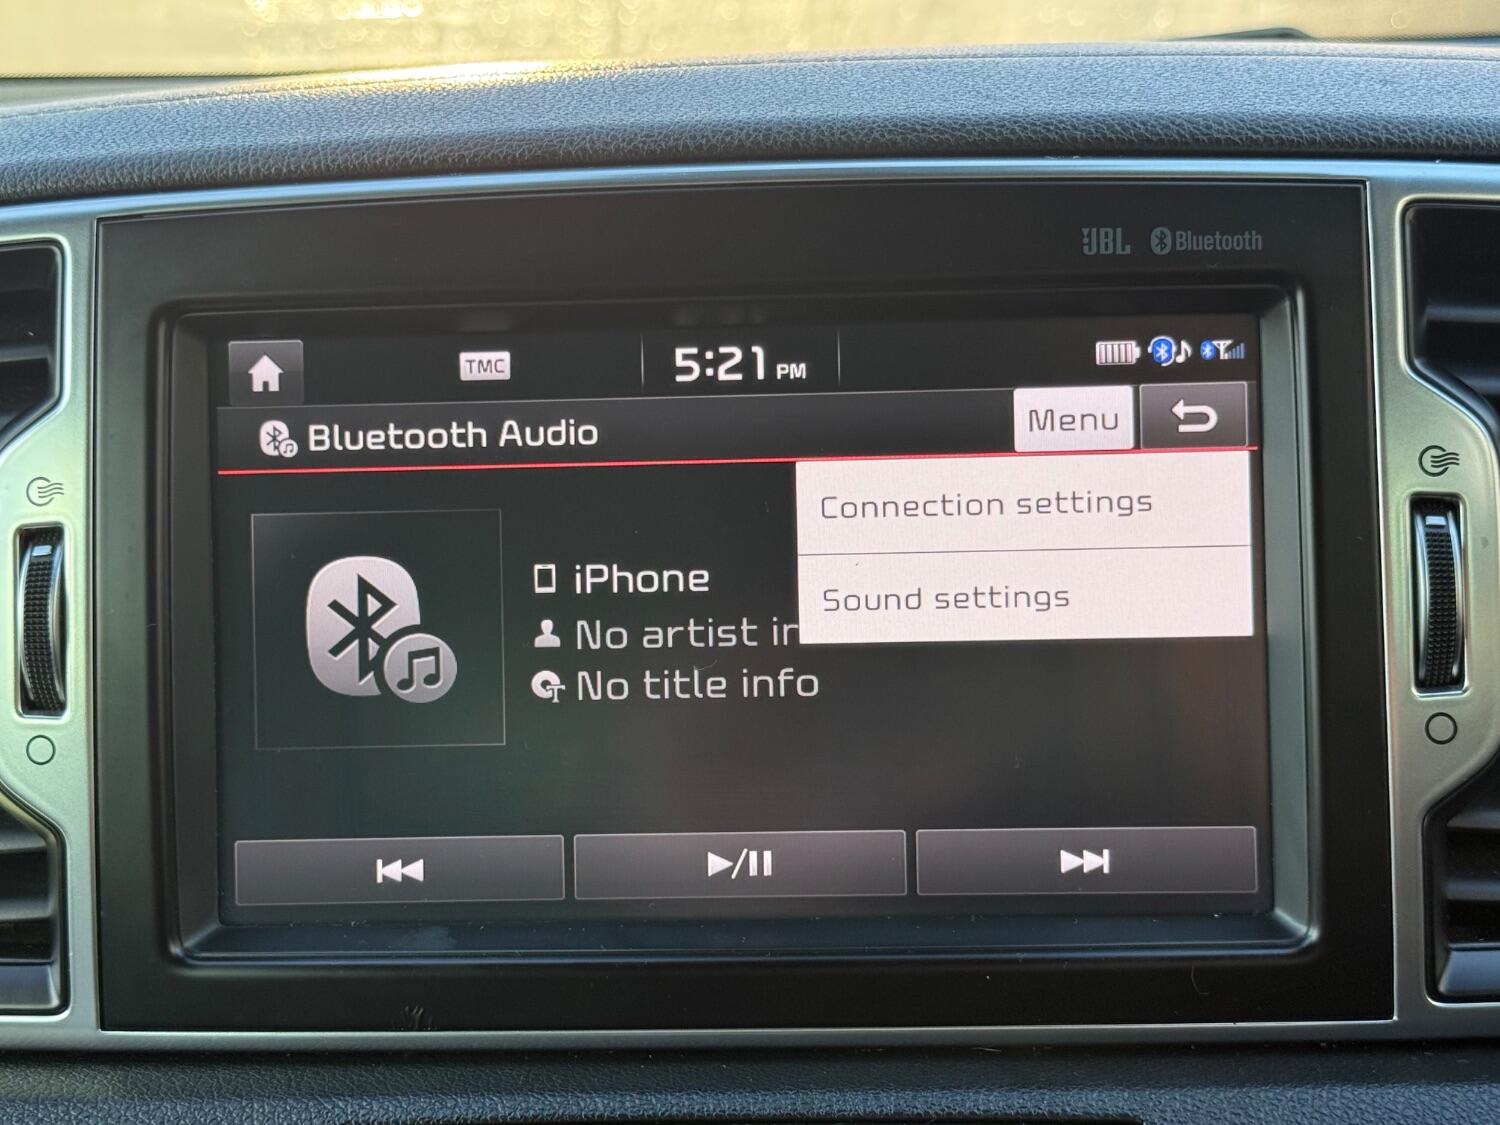 JBL Bluetooth
TMC 5:21 PM
Bluetooth Audio Menu
Connection settings
Sound settings
iPhone
No artist in
No title info